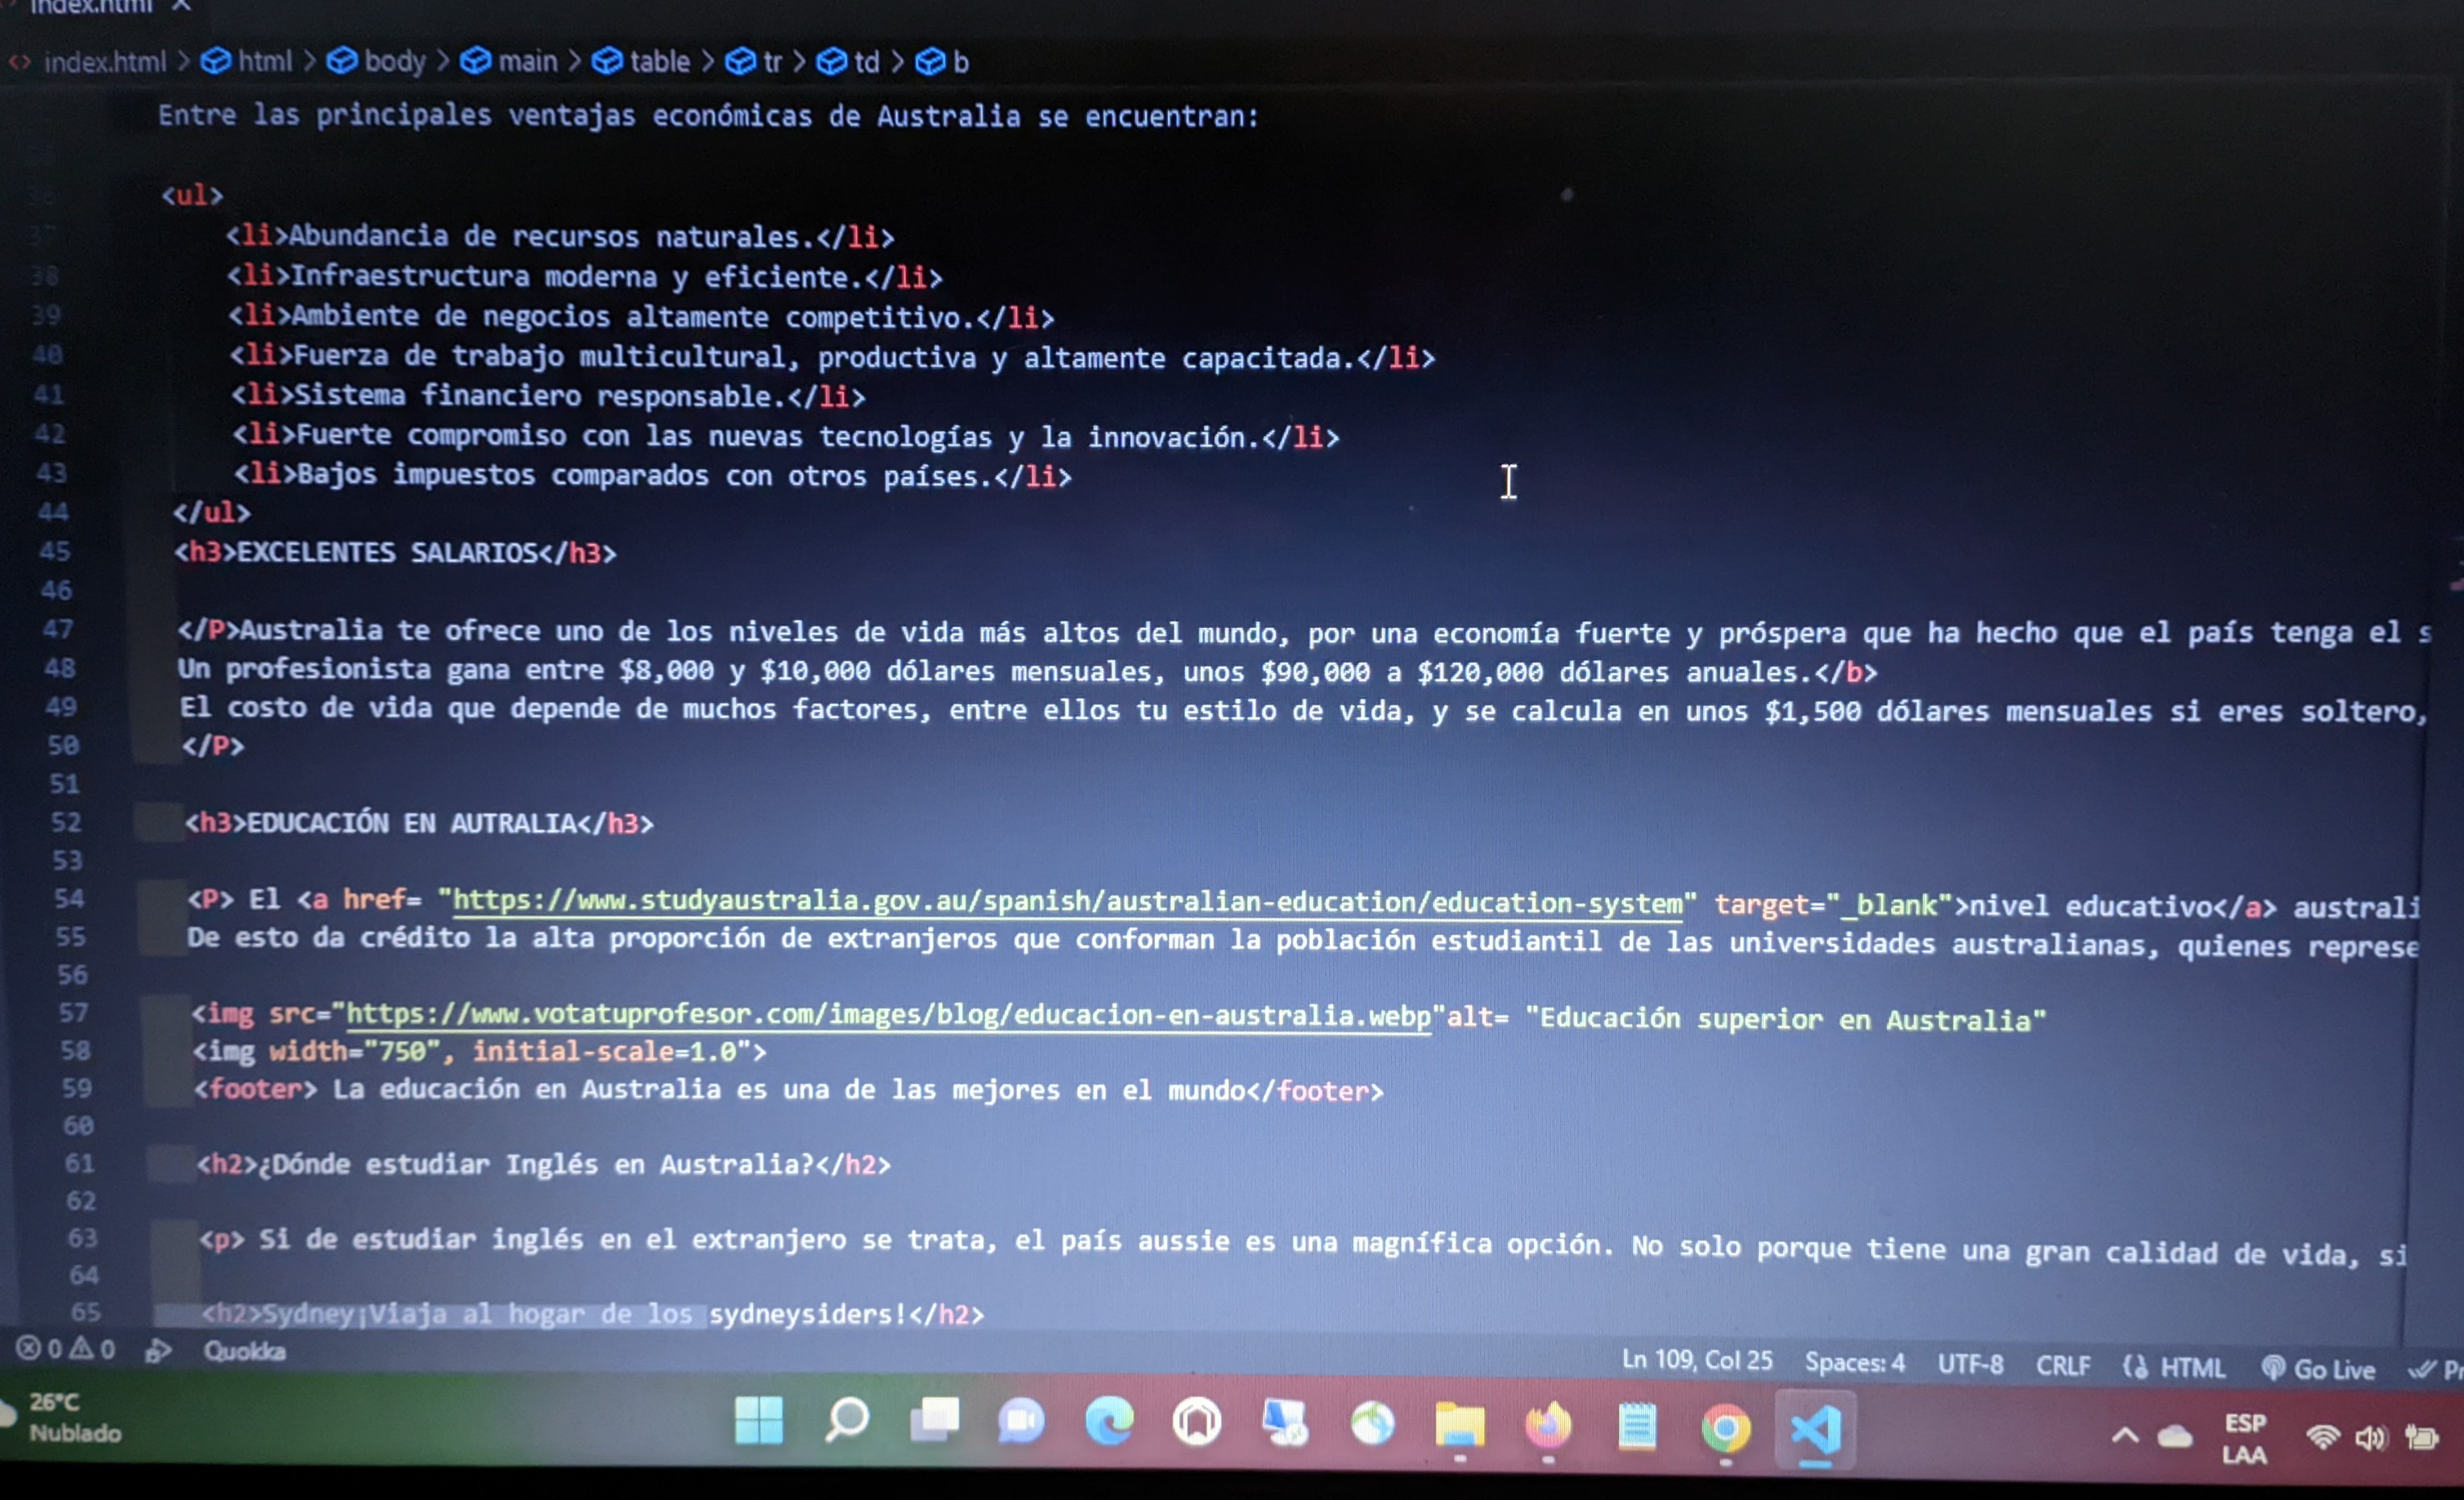 index.html
index.html > html > body > main > table > tr > td > b
Entre las principales ventajas económicas de Australia se encuentran:
36 <ul>
37 <li>Abundancia de recursos naturales.</li>
38 <li>Infraestructura moderna y eficiente.</li>
39 <li>Ambiente de negocios altamente competitivo.</li>
40 <li>Fuerza de trabajo multicultural, productiva y altamente capacitada.</li>
41 <li>Sistema financiero responsable.</li>
42 <li>Fuerte compromiso con las nuevas tecnologías y la innovación.</li>
43 <li>Bajos impuestos comparados con otros países.</li>
44 </ul>
45 <h3>EXCELENTES SALARIOS</h3>
46
47 </P>Australia te ofrece uno de los niveles de vida más altos del mundo, por una economía fuerte y próspera que ha hecho que el país tenga el s
48 Un profesionista gana entre $8,000 y $10,000 dólares mensuales, unos $90,000 a $120,000 dólares anuales.</b>
49 El costo de vida que depende de muchos factores, entre ellos tu estilo de vida, y se calcula en unos $1,500 dólares mensuales si eres soltero,
50 </P>
51
52 <h3>EDUCACIÓN EN AUTRALIA</h3>
53
54 <P> El <a href= "https://www.studyaustralia.gov.au/spanish/australian-education/education-system" target="_blank">nivel educativo</a> australi
55 De esto da crédito la alta proporción de extranjeros que conforman la población estudiantil de las universidades australianas, quienes represe
56
57 <img src="https://www.votatuprofesor.com/images/blog/educacion-en-australia.webp"alt= "Educación superior en Australia"
58 <img width="750", initial-scale=1.0">
59 <footer> La educación en Australia es una de las mejores en el mundo</footer>
60
61 <h2>¿Dónde estudiar Inglés en Australia?</h2>
62
63 <p> Si de estudiar inglés en el extranjero se trata, el país aussie es una magnífica opción. No solo porque tiene una gran calidad de vida, si
64
65 <h2>Sydney¡Viaja al hogar de los sydneysiders!</h2>
0 0 Quokka Ln 109, Col 25 Spaces: 4 UTF-8 CRLF HTML Go Live Pr
26°C
Nublado
ESP
LAA